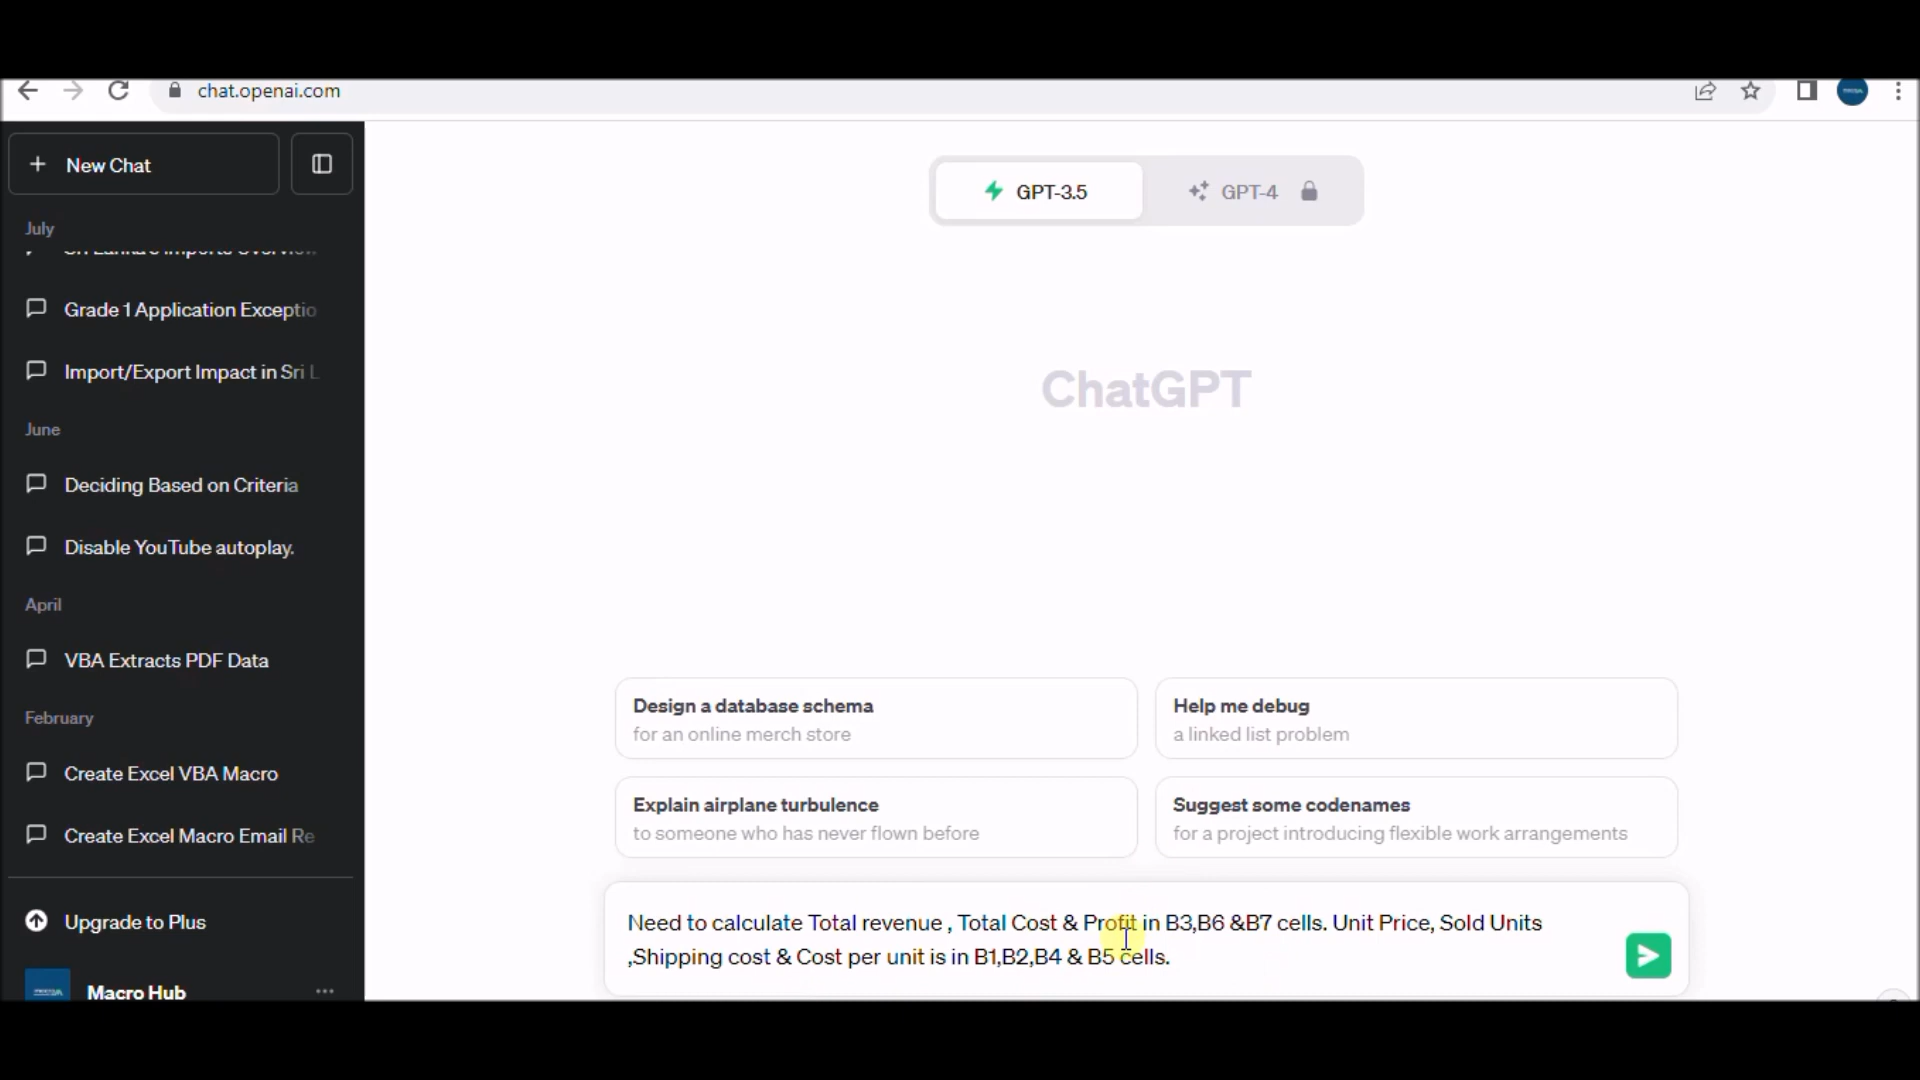 chat.openai.com
New Chat
July
Grade 1 Application Exceptio
Import/Export Impact in Sri L
June
Deciding Based on Criteria
Disable YouTube autoplay.
April
VBA Extracts PDF Data
February
Create Excel VBA Macro
Create Excel Macro Email Re
Upgrade to Plus
Macro Hub
GPT-3.5
GPT-4
ChatGPT
Design a database schema
for an online merch store
Help me debug
a linked list problem
Explain airplane turbulence
to someone who has never flown before
Suggest some codenames
for a project introducing flexible work arrangements
Need to calculate Total revenue , Total Cost & Profit in B3,B6 &B7 cells. Unit Price, Sold Units
,Shipping cost & Cost per unit is in B1,B2,B4 & B5 cells.